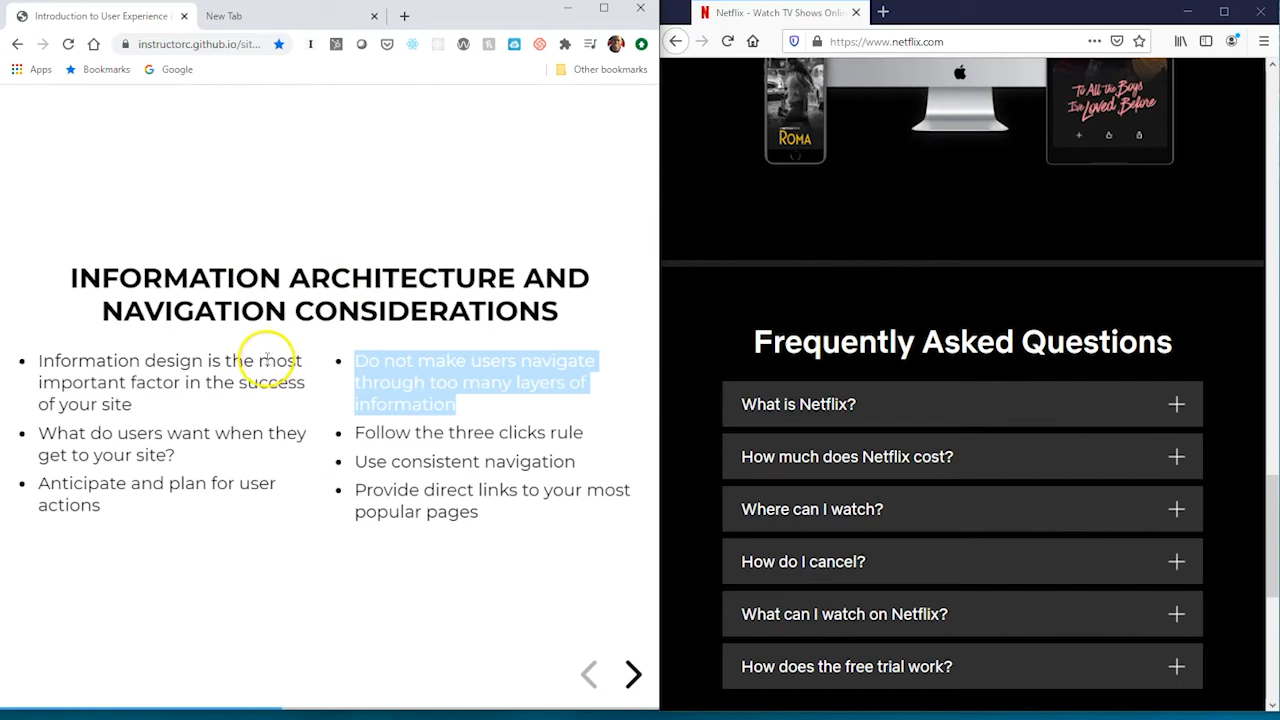 Introduction to User Experience (
New Tab
instructorc.github.io/sit...
Apps
Bookmarks
Google
Other bookmarks
INFORMATION ARCHITECTURE AND
NAVIGATION CONSIDERATIONS
Information design is the most
important factor in the success
of your site
What do users want when they
get to your site?
Anticipate and plan for user
actions
Do not make users navigate
through too many layers of
information
Follow the three clicks rule
Use consistent navigation
Provide direct links to your most
popular pages
Netflix - Watch TV Shows Onli
https://www.netflix.com
ROMA
To All the Boys
I've Loved Before
Frequently Asked Questions
What is Netflix?
How much does Netflix cost?
Where can I watch?
How do I cancel?
What can I watch on Netflix?
How does the free trial work?